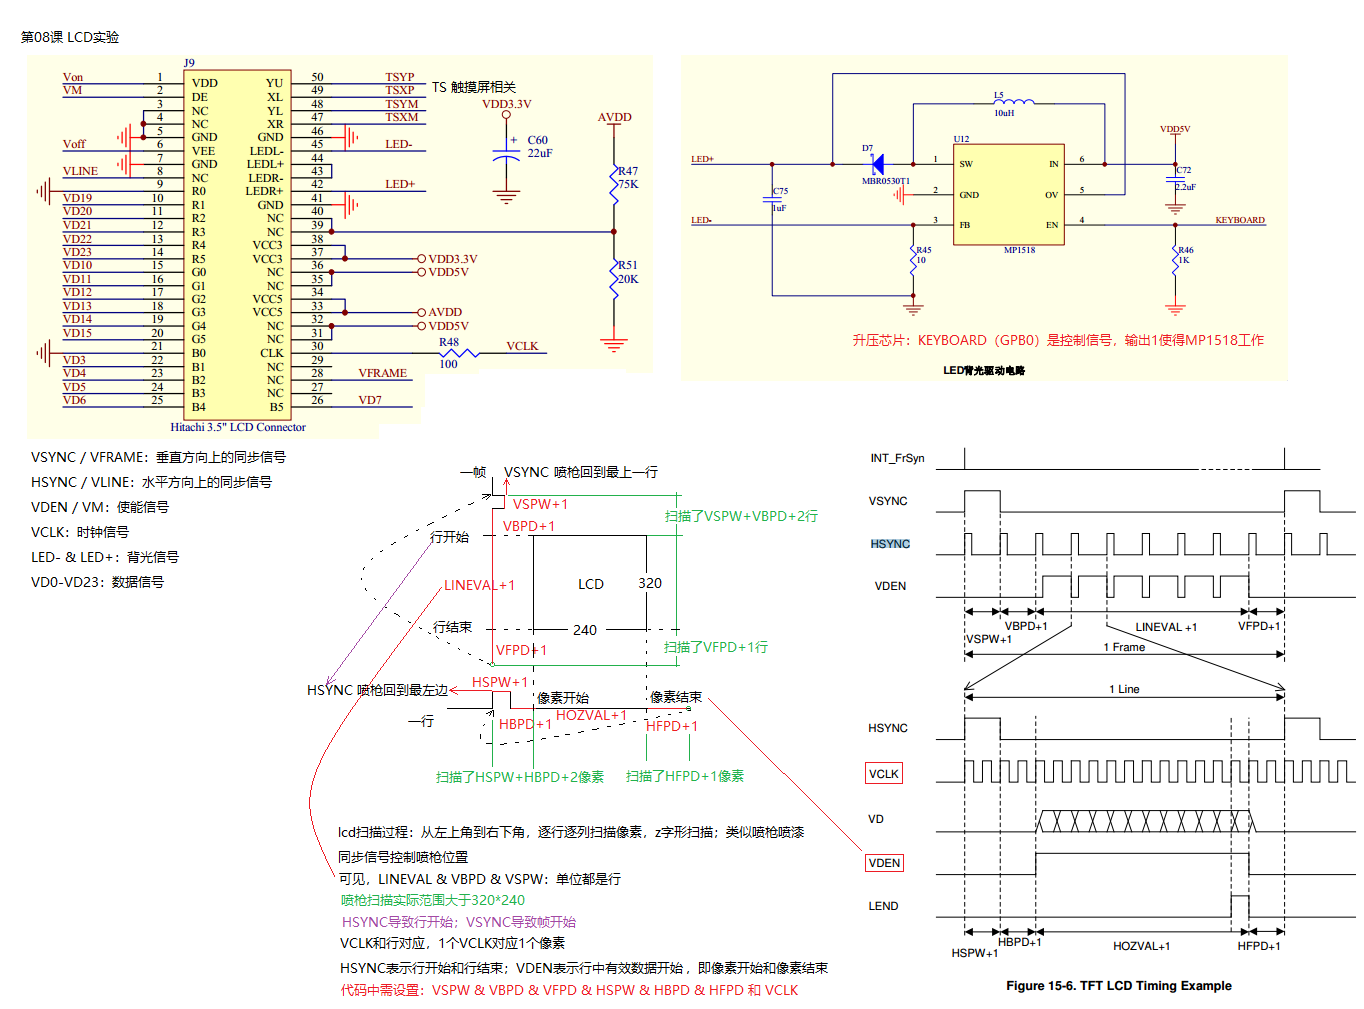 第08课 LCD实验
J9
Von 1 VDD YU 50 TSYP
VM 2 DE XL 49 TSXP
3 NC YL 48 TSYM
4 NC XR 47 TSXM
5 GND GND 46
Voff 6 VEE LEDL- 45 LED-
7 GND LEDL+ 44
VLINE 8 NC LEDR- 43
9 R0 LEDR+ 42 LED+
VD19 10 R1 GND 41
VD20 11 R2 NC 40
VD21 12 R3 NC 39
VD22 13 R4 VCC3 38
VD23 14 R5 VCC3 37 VDD3.3V
VD10 15 G0 NC 36 VDD5V
VD11 16 G1 NC 35
VD12 17 G2 VCC5 34
VD13 18 G3 VCC5 33 AVDD
VD14 19 G4 NC 32 VDD5V
VD15 20 G5 NC 31
21 B0 CLK 30 R48 100 VCLK
VD3 22 B1 NC 29
VD4 23 B2 NC 28 VFRAME
VD5 24 B3 NC 27
VD6 25 B4 B5 26 VD7
Hitachi 3.5" LCD Connector
TS 触摸屏相关
VDD3.3V
+ C60
22uF
AVDD
R47
75K
R51
20K
L5
10uH
U12
D7
MBR0530T1
LED+
LED-
C75
1uF
1 SW IN 6
2 GND OV 5
3 FB EN 4
MP1518
VDD5V
C72
2.2uF
KEYBOARD
R45
10
R46
1K
升压芯片：KEYBOARD（GPB0）是控制信号，输出1使得MP1518工作
LED背光驱动电路
VSYNC / VFRAME：垂直方向上的同步信号
HSYNC / VLINE：水平方向上的同步信号
VDEN / VM：使能信号
VCLK：时钟信号
LED- & LED+：背光信号
VD0-VD23：数据信号
一帧
VSYNC 喷枪回到最上一行
VSPW+1
扫描了VSPW+VBPD+2行
VBPD+1
行开始
LINEVAL+1
LCD
320
行结束
240
VFPD+1
扫描了VFPD+1行
HSPW+1
HSYNC 喷枪回到最左边
像素开始
像素结束
一行
HBPD+1
HOZVAL+1
HFPD+1
扫描了HSPW+HBPD+2像素
扫描了HFPD+1像素
lcd扫描过程：从左上角到右下角，逐行逐列扫描像素，z字形扫描；类似喷枪喷漆
同步信号控制喷枪位置
可见，LINEVAL & VBPD & VSPW：单位都是行
喷枪扫描实际范围大于320*240
HSYNC导致行开始；VSYNC导致帧开始
VCLK和行对应，1个VCLK对应1个像素
HSYNC表示行开始和行结束；VDEN表示行中有效数据开始，即像素开始和像素结束
代码中需设置：VSPW & VBPD & VFPD & HSPW & HBPD & HFPD 和 VCLK
INT_FrSyn
VSYNC
HSYNC
VDEN
VSPW+1
VBPD+1
LINEVAL +1
VFPD+1
1 Frame
1 Line
HSYNC
VCLK
VD
VDEN
LEND
HSPW+1
HBPD+1
HOZVAL+1
HFPD+1
Figure 15-6. TFT LCD Timing Example